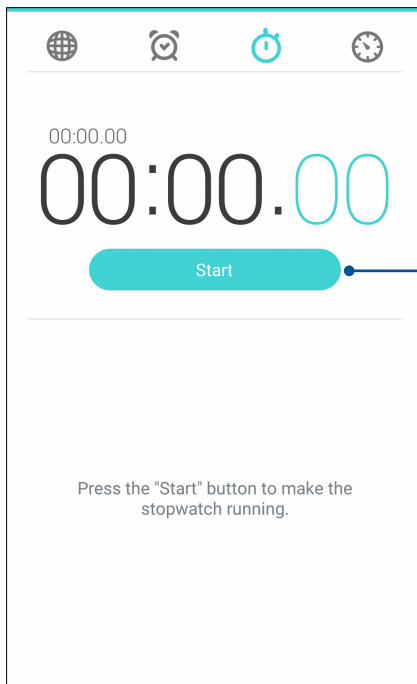 00:00.00
00:00.00
Start
Press the "Start" button to make the
stopwatch running.